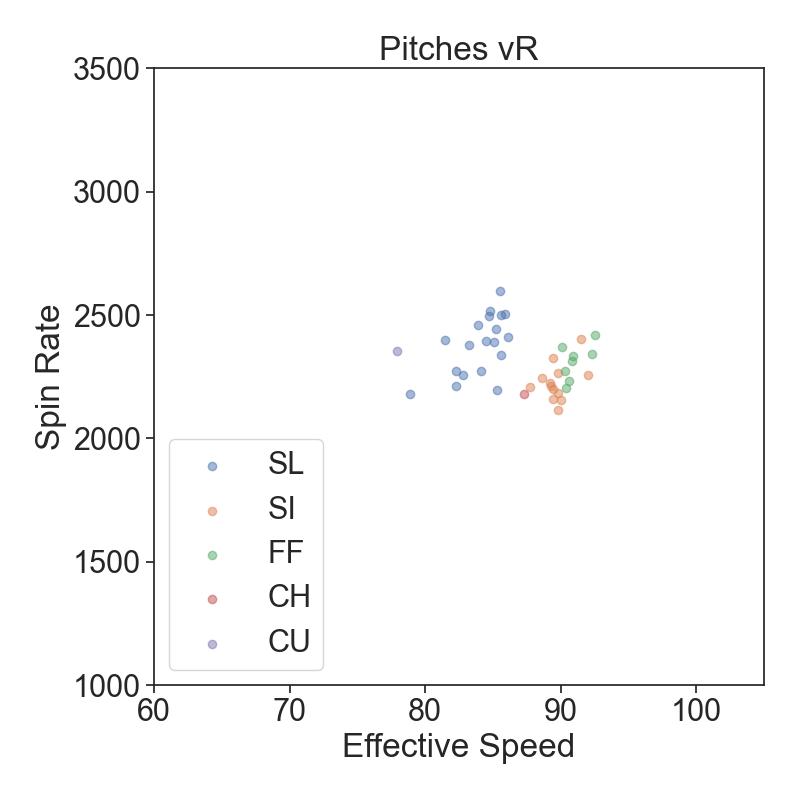 Pitches vR
3500
3000
2500
2000
1500
1000
Spin Rate
SL
SI
FF
CH
CU
60 70 80 90 100
Effective Speed